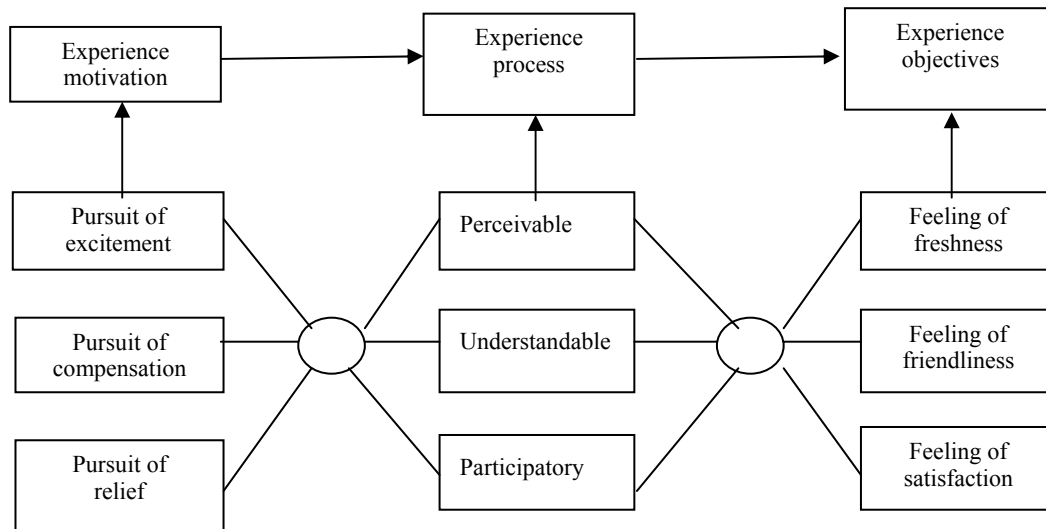 Experience
motivation
Experience
process
Experience
objectives
Pursuit of
excitement
Perceivable
Feeling of
freshness
Pursuit of
compensation
Understandable
Feeling of
friendliness
Pursuit of
relief
Participatory
Feeling of
satisfaction